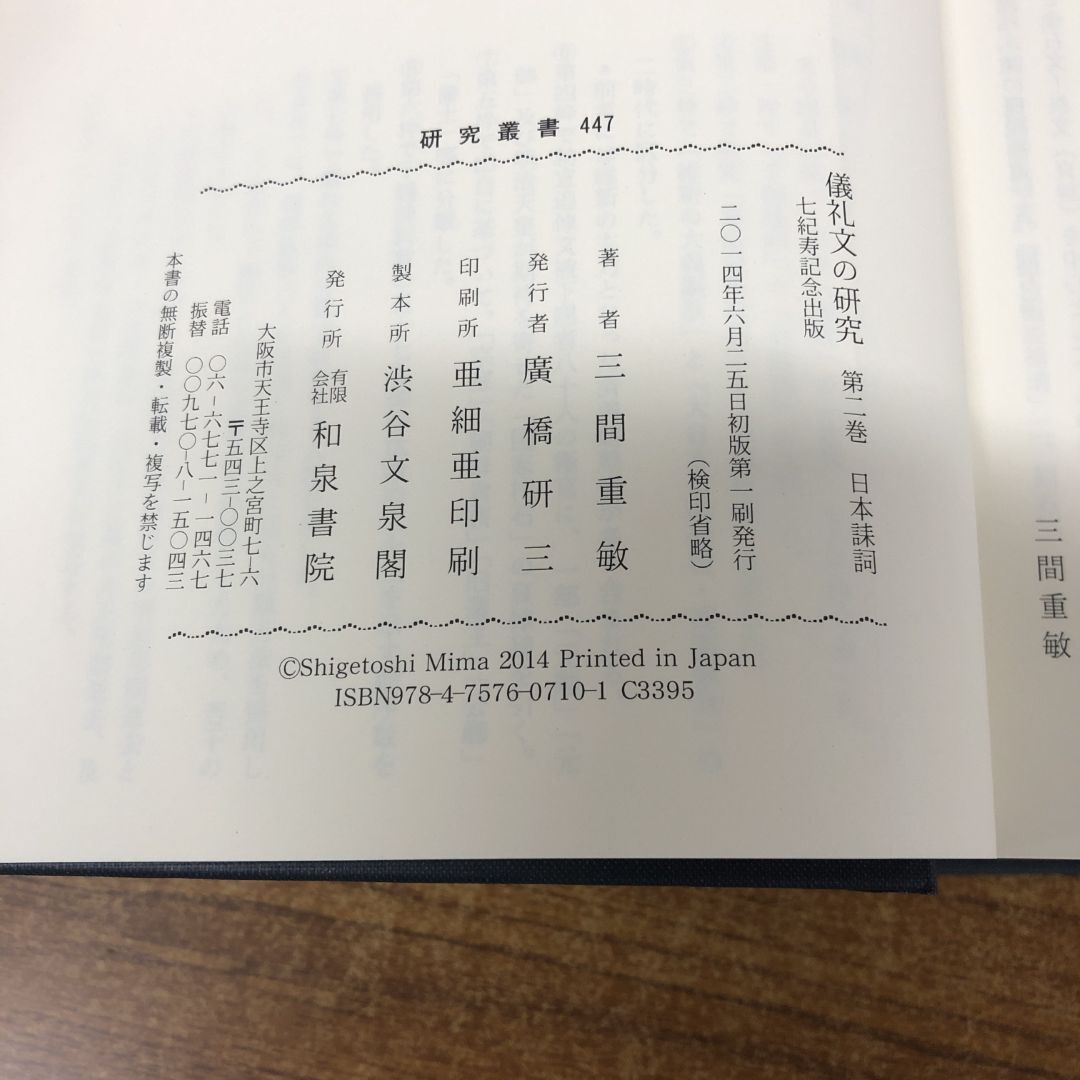 研究叢書 447
儀礼文の研究 第二巻 日本誄詞
七紀寿記念出版
二〇一四年六月二五日初版第一刷発行
（検印省略）
著者 三間重敏
発行者 廣橋研三
印刷所 亜細亜印刷
製本所 渋谷文泉閣
発行所 有限会社 和泉書院
大阪市天王寺区上之宮町七-六
〒五四三-〇〇三七
電話 〇六-六七七一-一四六七
振替 〇〇九七〇-八-一五〇四三
本書の無断複製・転載・複写を禁じます
©Shigetoshi Mima 2014 Printed in Japan
ISBN978-4-7576-0710-1 C3395
三間重敏